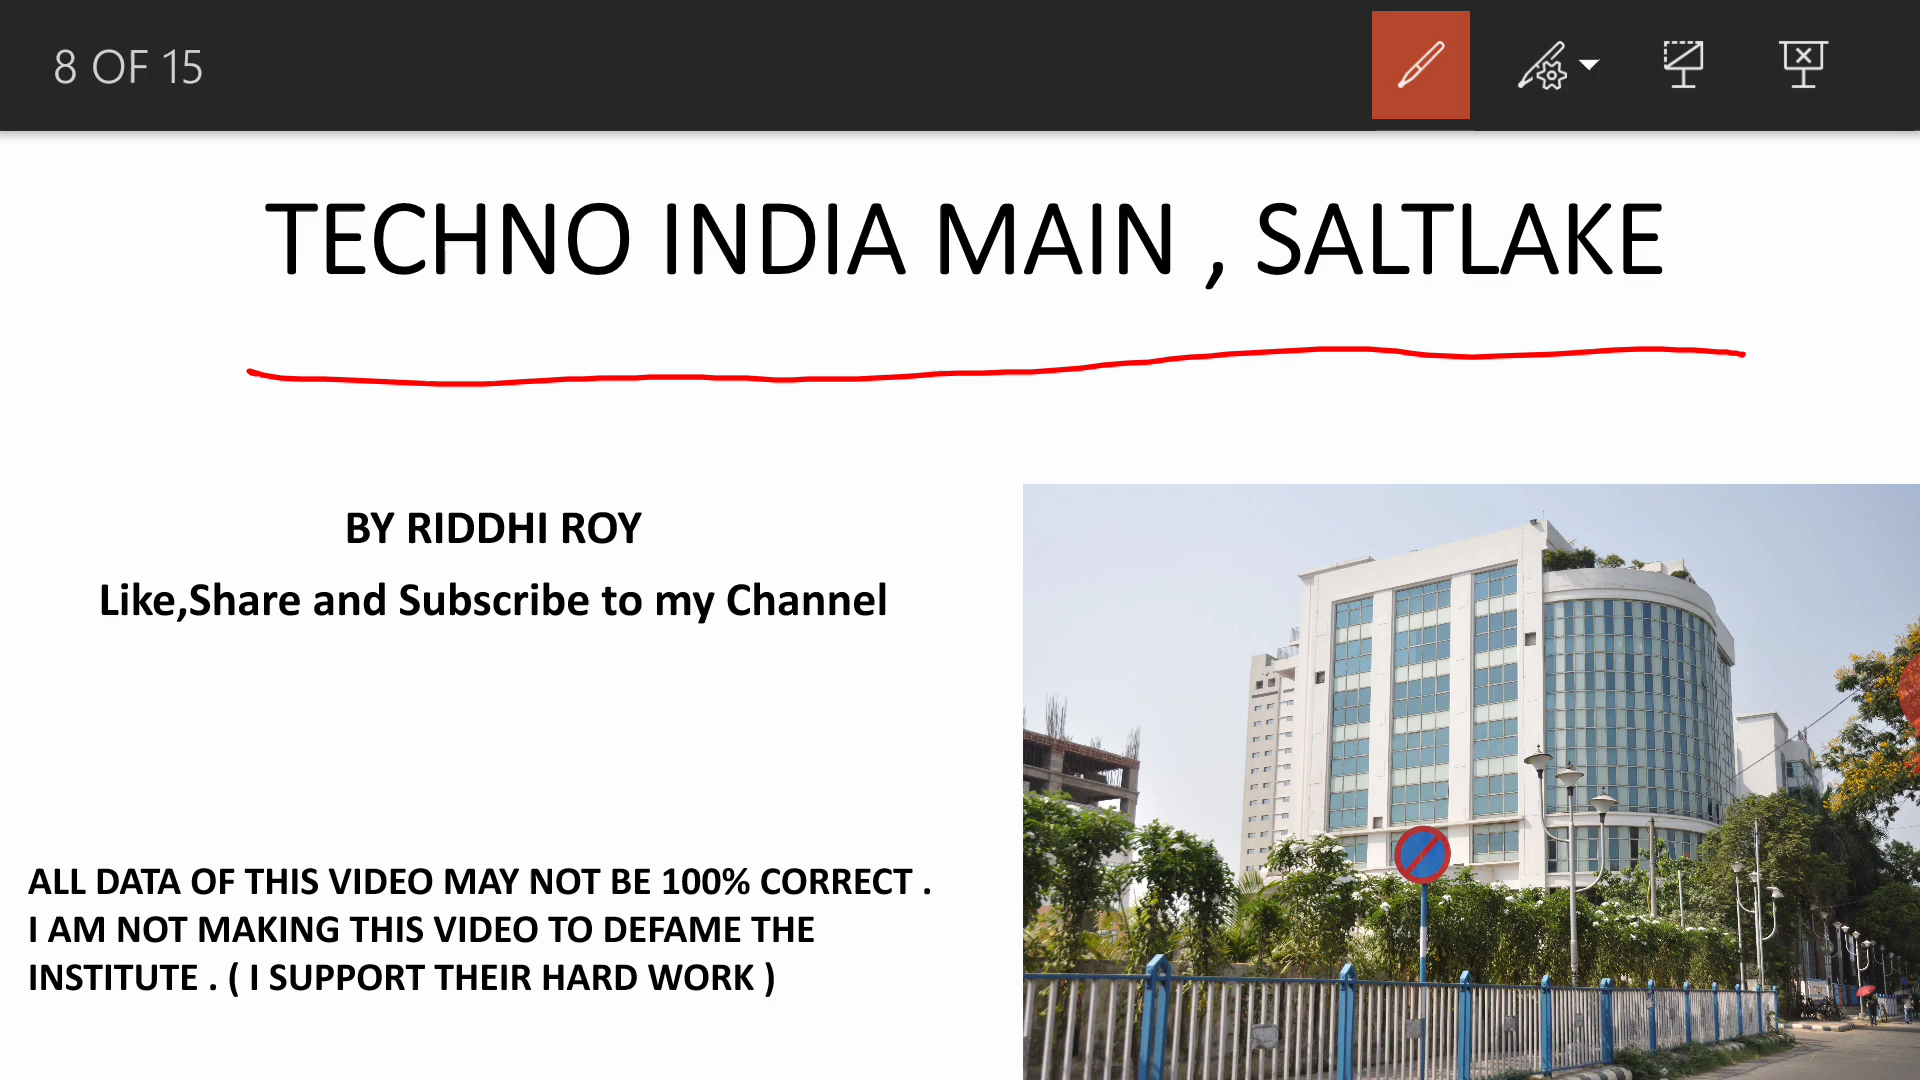 8 OF 15
TECHNO INDIA MAIN , SALTLAKE
BY RIDDHI ROY
Like,Share and Subscribe to my Channel
ALL DATA OF THIS VIDEO MAY NOT BE 100% CORRECT .
I AM NOT MAKING THIS VIDEO TO DEFAME THE
INSTITUTE . ( I SUPPORT THEIR HARD WORK )